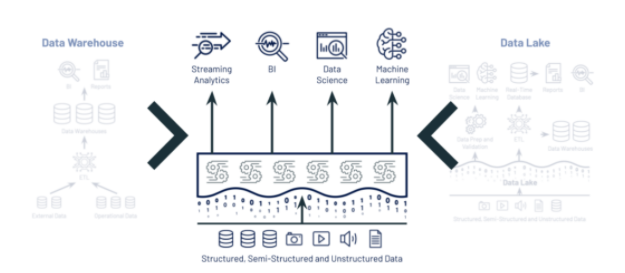 Data Warehouse
BI
Reports
Data Warehouses
ETL
External Data
Operational Data
Streaming
Analytics
BI
Data
Science
Machine
Learning
Structured, Semi-Structured and Unstructured Data
Data Lake
Data
Science
Machine
Learning
Real-Time
Database
Reports
BI
Data Prep and
Validation
ETL
Data Warehouses
Data Lake
Structured, Semi-Structured and Unstructured Data